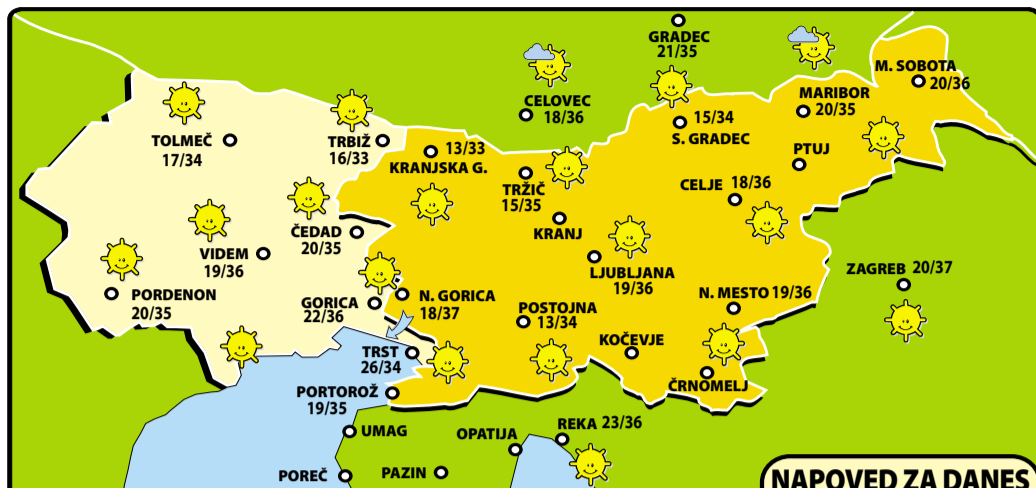 GRADEC
21/35
M. SOBOTA
20/36
CELOVEC
18/36
MARIBOR
20/35
15/34
S. GRADEC
TOLMEČ
17/34
TRBIŽ
16/33
13/33
KRANJSKA G.
PTUJ
TRŽIČ
15/35
CELJE 18/36
ČEDAD
20/35
KRANJ
VIDEM
19/36
LJUBLJANA
19/36
ZAGREB 20/37
PORDENON
20/35
GORICA
22/36
N. GORICA
18/37
POSTOJNA
13/34
N. MESTO 19/36
TRST
26/34
KOČEVJE
PORTOROŽ
19/35
ČRNOMELJ
UMAG
OPATIJA
REKA 23/36
POREČ
PAZIN
NAPOVED ZA DANES